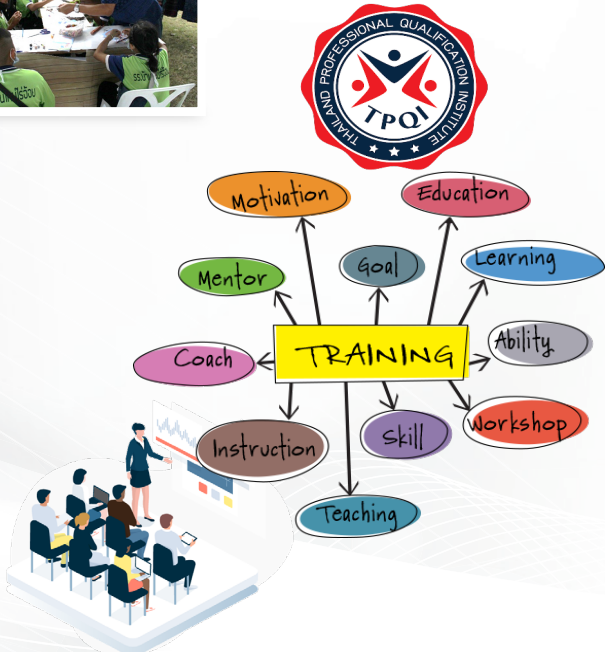 THAILAND PROFESSIONAL QUALIFICATION INSTITUTE
TPQI
Motivation
Education
Mentor
Goal
Learning
Coach
TRAINING
Ability
Instruction
Skill
Workshop
Teaching